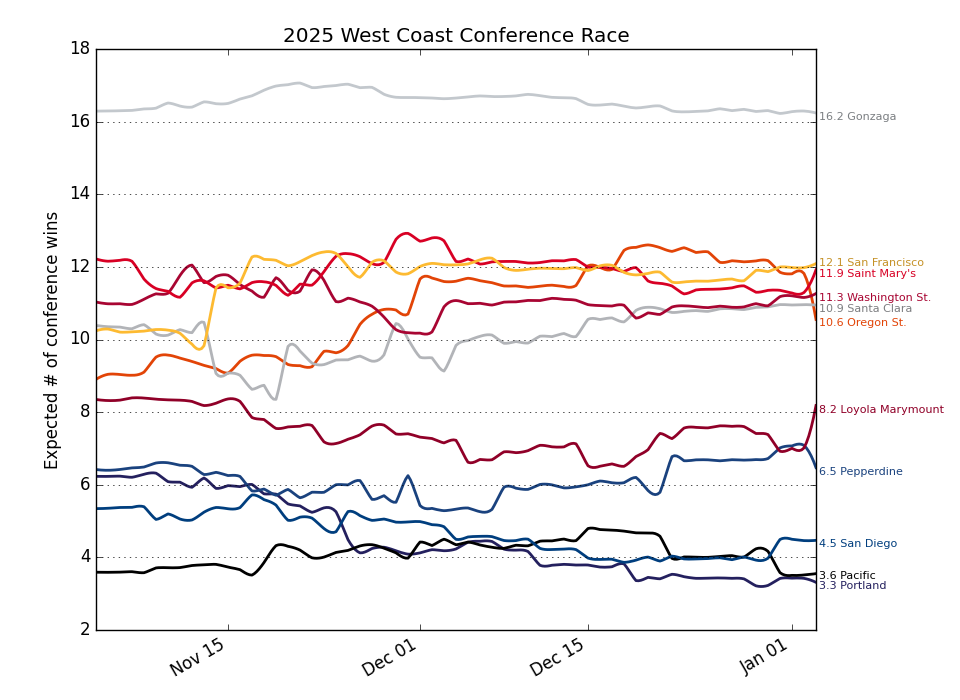 2025 West Coast Conference Race
Expected # of conference wins
18
16
14
12
10
8
6
4
2
16.2 Gonzaga
12.1 San Francisco
11.9 Saint Mary's
11.3 Washington St.
10.9 Santa Clara
10.6 Oregon St.
8.2 Loyola Marymount
6.5 Pepperdine
4.5 San Diego
3.6 Pacific
3.3 Portland
Nov 15
Dec 01
Dec 15
Jan 01